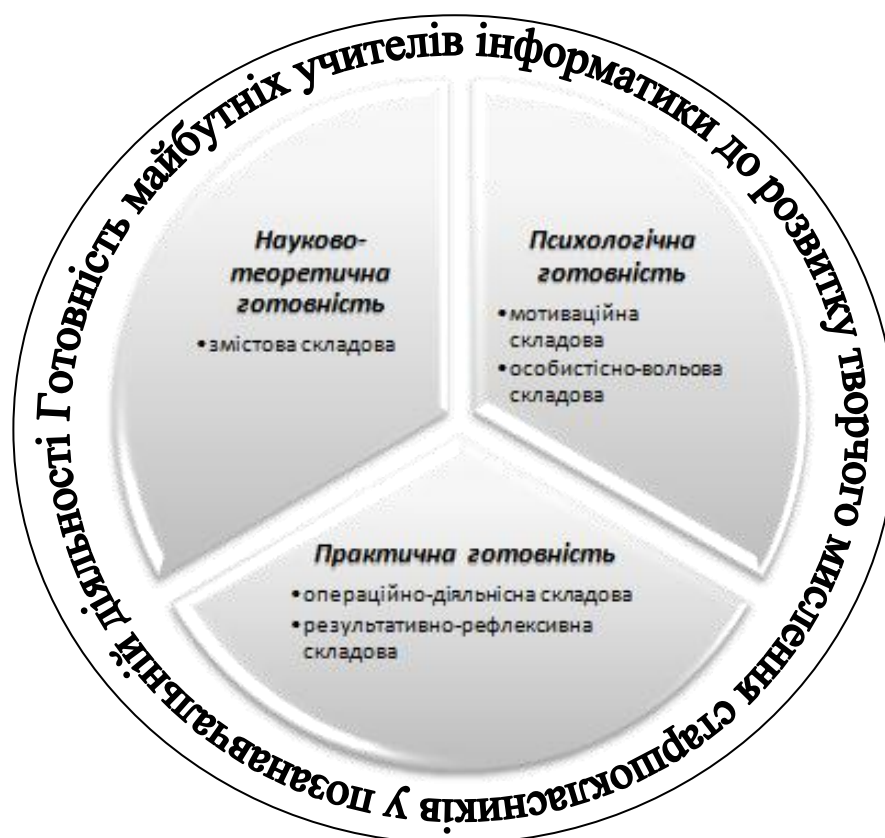 Готовність майбутніх учителів інформатики до розвитку творчого мислення старшокласників у позанавчальній діяльності
Науково-
теоретична
готовність
•змістова складова
Психологічна
готовність
•мотиваційна
складова
•особистісно-вольова
складова
Практична готовність
•операційно-діяльнісна складова
•результативно-рефлексивна
складова